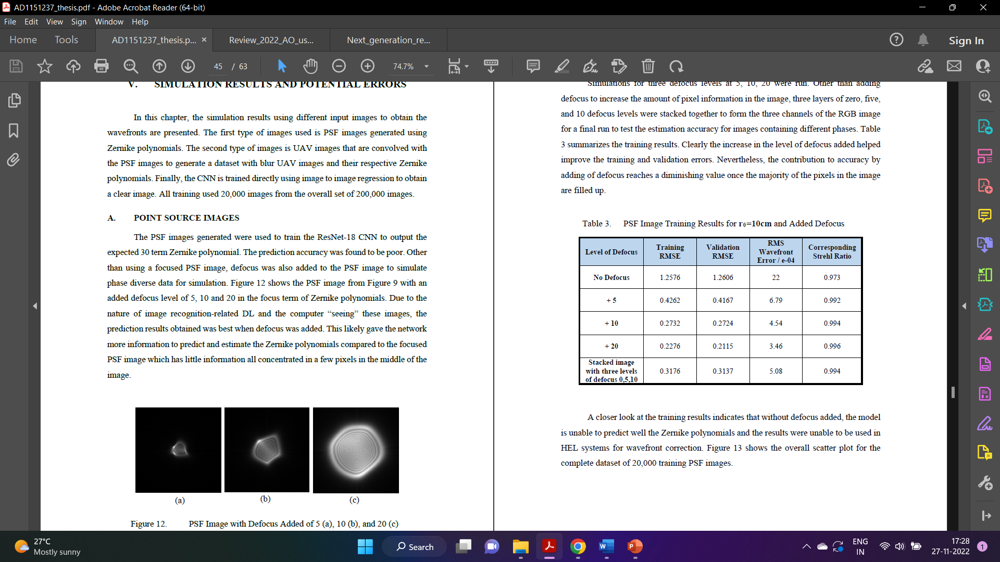 AD1151237_thesis.pdf - Adobe Acrobat Reader (64-bit)
File Edit View Sign Window Help
Home Tools AD1151237_thesis.p... × Review_2022_AO_us... Next_generation_re... Sign In
45 / 63 74.7%
V. SIMULATION RESULTS AND POTENTIAL ERRORS
In this chapter, the simulation results using different input images to obtain the
wavefronts are presented. The first type of images used is PSF images generated using
Zernike polynomials. The second type of images is UAV images that are convolved with
the PSF images to generate a dataset with blur UAV images and their respective Zernike
polynomials. Finally, the CNN is trained directly using image to image regression to obtain
a clear image. All training used 20,000 images from the overall set of 200,000 images.
A. POINT SOURCE IMAGES
The PSF images generated were used to train the ResNet-18 CNN to output the
expected 30 term Zernike polynomial. The prediction accuracy was found to be poor. Other
than using a focused PSF image, defocus was also added to the PSF image to simulate
phase diverse data for simulation. Figure 12 shows the PSF image from Figure 9 with an
added defocus level of 5, 10 and 20 in the focus term of Zernike polynomials. Due to the
nature of image recognition-related DL and the computer “seeing” these images, the
prediction results obtained was best when defocus was added. This likely gave the network
more information to predict and estimate the Zernike polynomials compared to the focused
PSF image which has little information all concentrated in a few pixels in the middle of the
image.
(a) (b) (c)
Figure 12. PSF Image with Defocus Added of 5 (a), 10 (b), and 20 (c)
Simulations for three defocus levels at 5, 10, 20 were run. Other than adding
defocus to increase the amount of pixel information in the image, three layers of zero, five,
and 10 defocus levels were stacked together to form the three channels of the RGB image
for a final run to test the estimation accuracy for images containing different phases. Table
3 summarizes the training results. Clearly the increase in the level of defocus added helped
improve the training and validation errors. Nevertheless, the contribution to accuracy by
adding of defocus reaches a diminishing value once the majority of the pixels in the image
are filled up.
Table 3. PSF Image Training Results for r₀=10cm and Added Defocus
Level of Defocus Training RMSE Validation RMSE RMS Wavefront Error / e-04 Corresponding Strehl Ratio
No Defocus 1.2576 1.2606 22 0.973
+ 5 0.4262 0.4167 6.79 0.992
+ 10 0.2732 0.2724 4.54 0.994
+ 20 0.2276 0.2115 3.46 0.996
Stacked image with three levels of defocus 0,5,10 0.3176 0.3137 5.08 0.994
A closer look at the training results indicates that without defocus added, the model
is unable to predict well the Zernike polynomials and the results were unable to be used in
HEL systems for wavefront correction. Figure 13 shows the overall scatter plot for the
complete dataset of 20,000 training PSF images.
27°C
Mostly sunny
Search
ENG
IN
17:28
27-11-2022
1